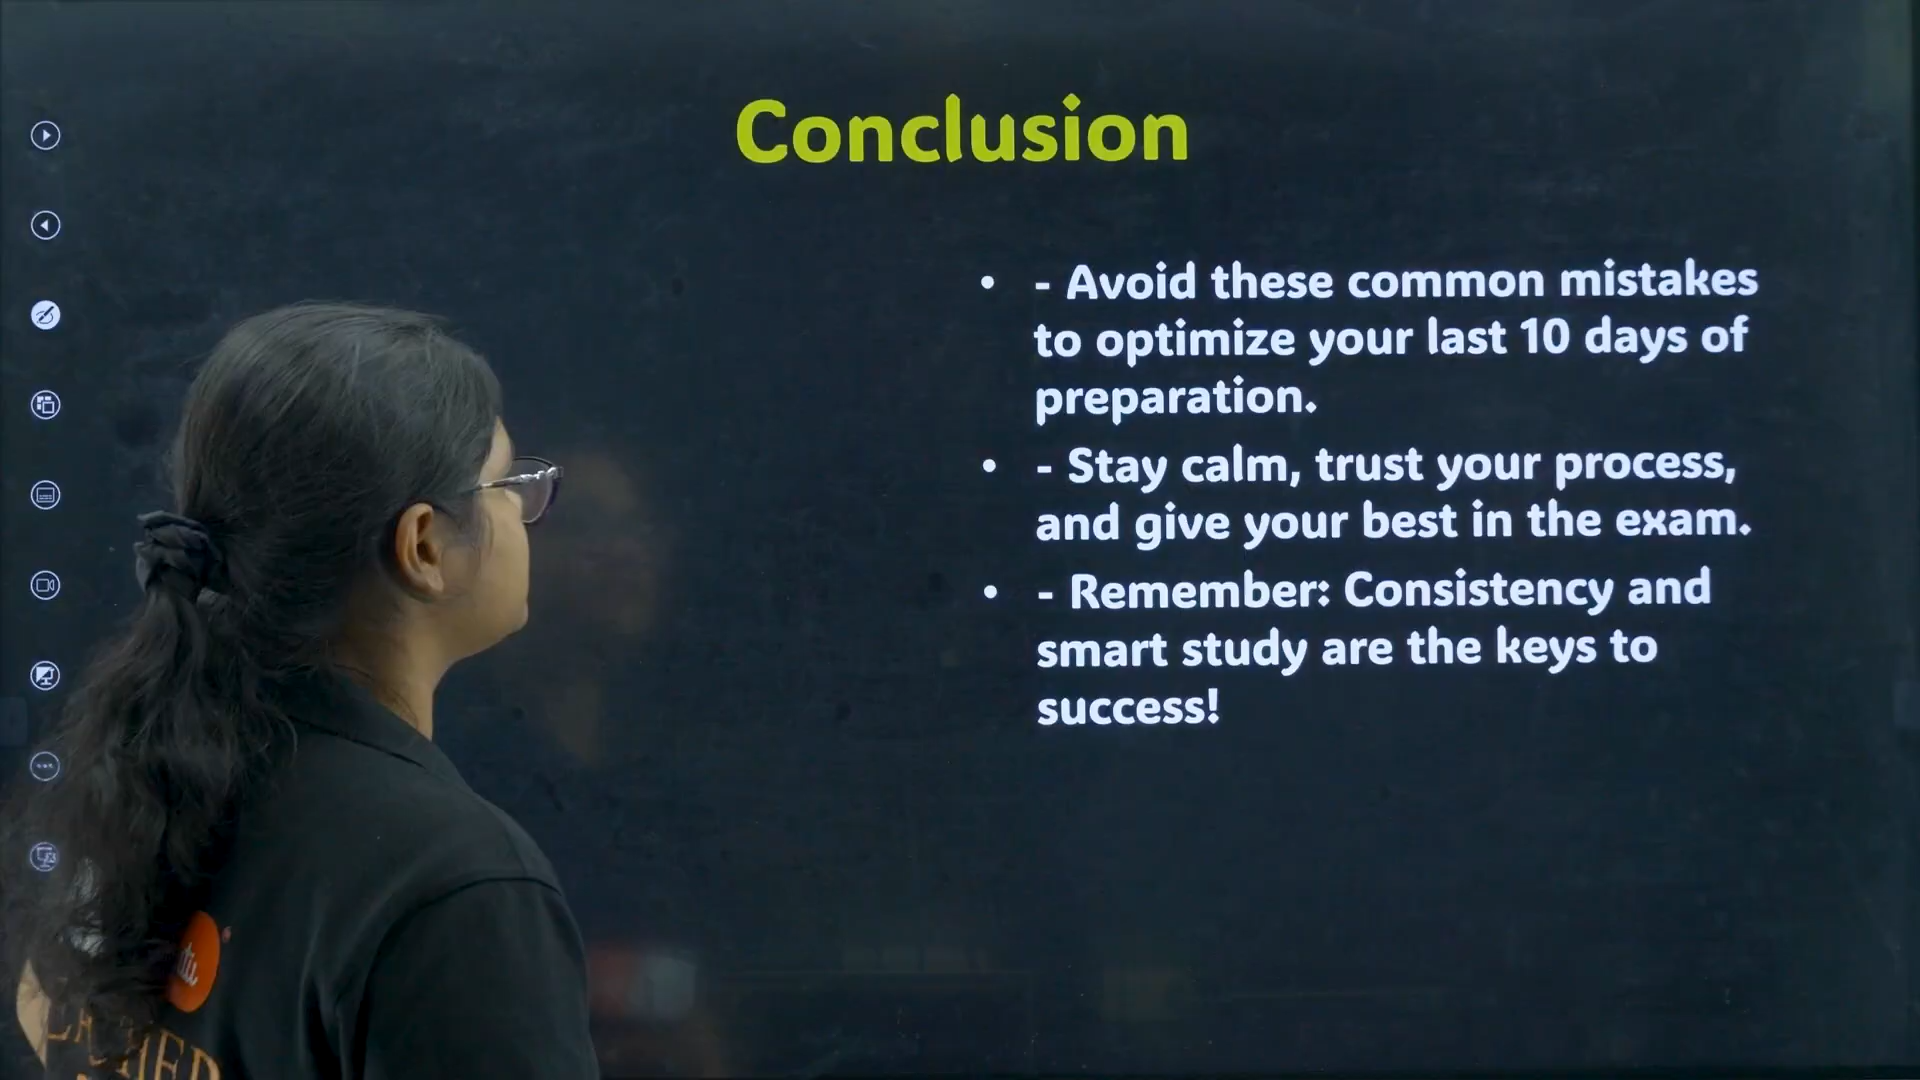 Conclusion
• - Avoid these common mistakes
to optimize your last 10 days of
preparation.
• - Stay calm, trust your process,
and give your best in the exam.
• - Remember: Consistency and
smart study are the keys to
success!